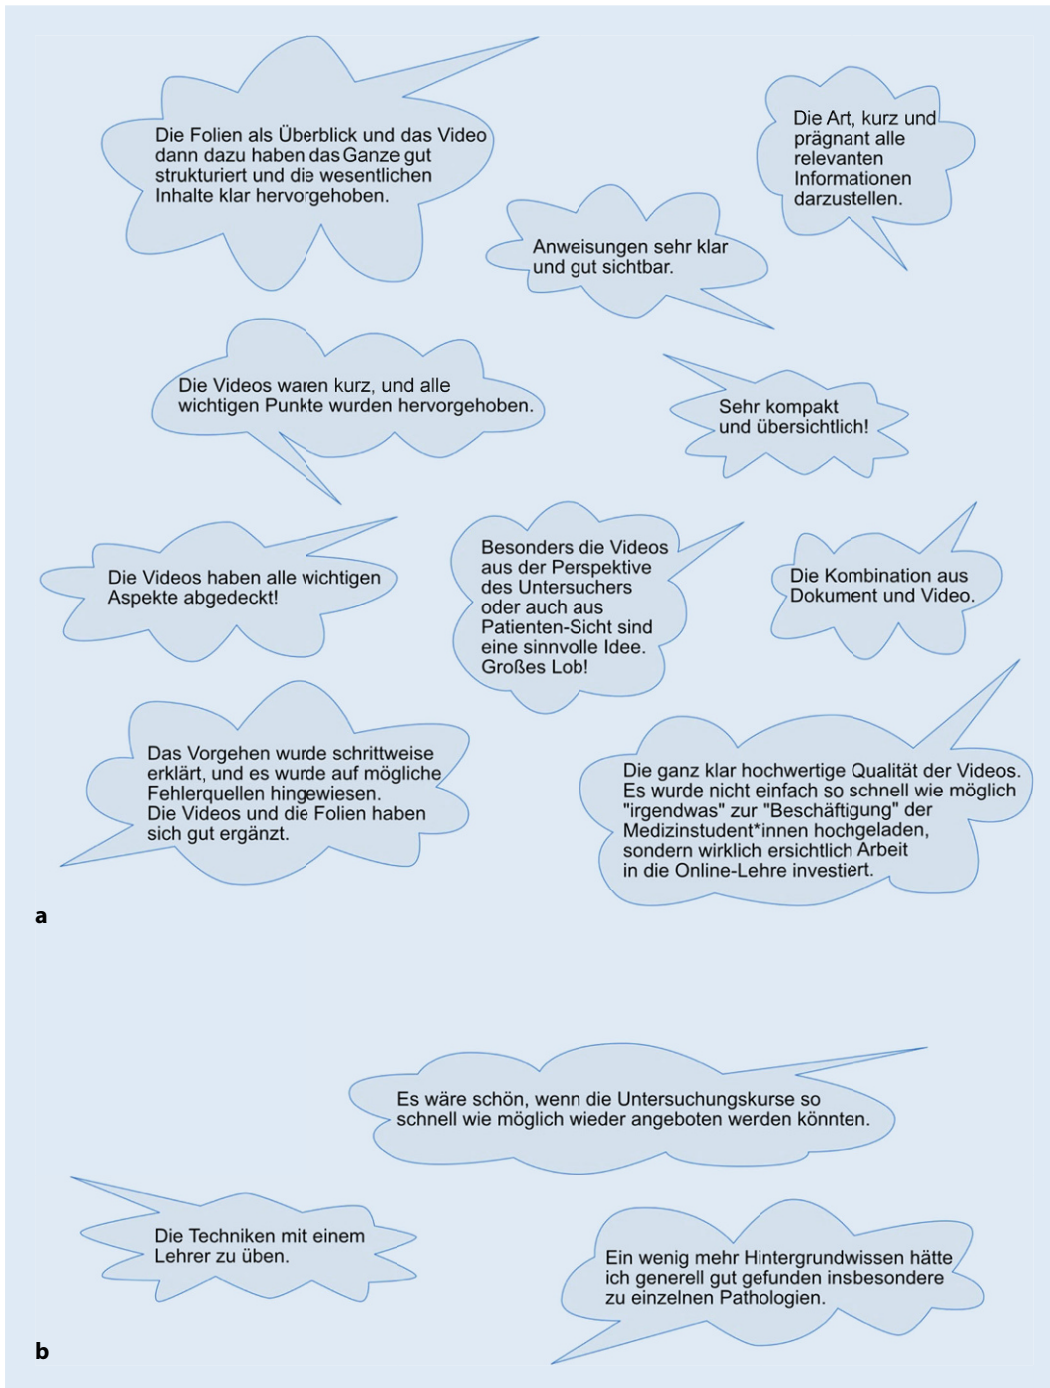 Die Folien als Überblick und das Video
dann dazu haben das Ganze gut
strukturiert und die wesentlichen
Inhalte klar hervorgehoben.
Die Art, kurz und
prägnant alle
relevanten
Informationen
darzustellen.
Anweisungen sehr klar
und gut sichtbar.
Die Videos waren kurz, und alle
wichtigen Punkte wurden hervorgehoben.
Sehr kompakt
und übersichtlich!
Die Videos haben alle wichtigen
Aspekte abgedeckt!
Besonders die Videos
aus der Perspektive
des Untersuchers
oder auch aus
Patienten-Sicht sind
eine sinnvolle Idee.
Großes Lob!
Die Kombination aus
Dokument und Video.
Das Vorgehen wurde schrittweise
erklärt, und es wurde auf mögliche
Fehlerquellen hingewiesen.
Die Videos und die Folien haben
sich gut ergänzt.
Die ganz klar hochwertige Qualität der Videos.
Es wurde nicht einfach so schnell wie möglich
"irgendwas" zur "Beschäftigung" der
Medizinstudent*innen hochgeladen,
sondern wirklich ersichtlich Arbeit
in die Online-Lehre investiert.
a
Es wäre schön, wenn die Untersuchungskurse so
schnell wie möglich wieder angeboten werden könnten.
Die Techniken mit einem
Lehrer zu üben.
Ein wenig mehr Hintergrundwissen hätte
ich generell gut gefunden insbesondere
zu einzelnen Pathologien.
b